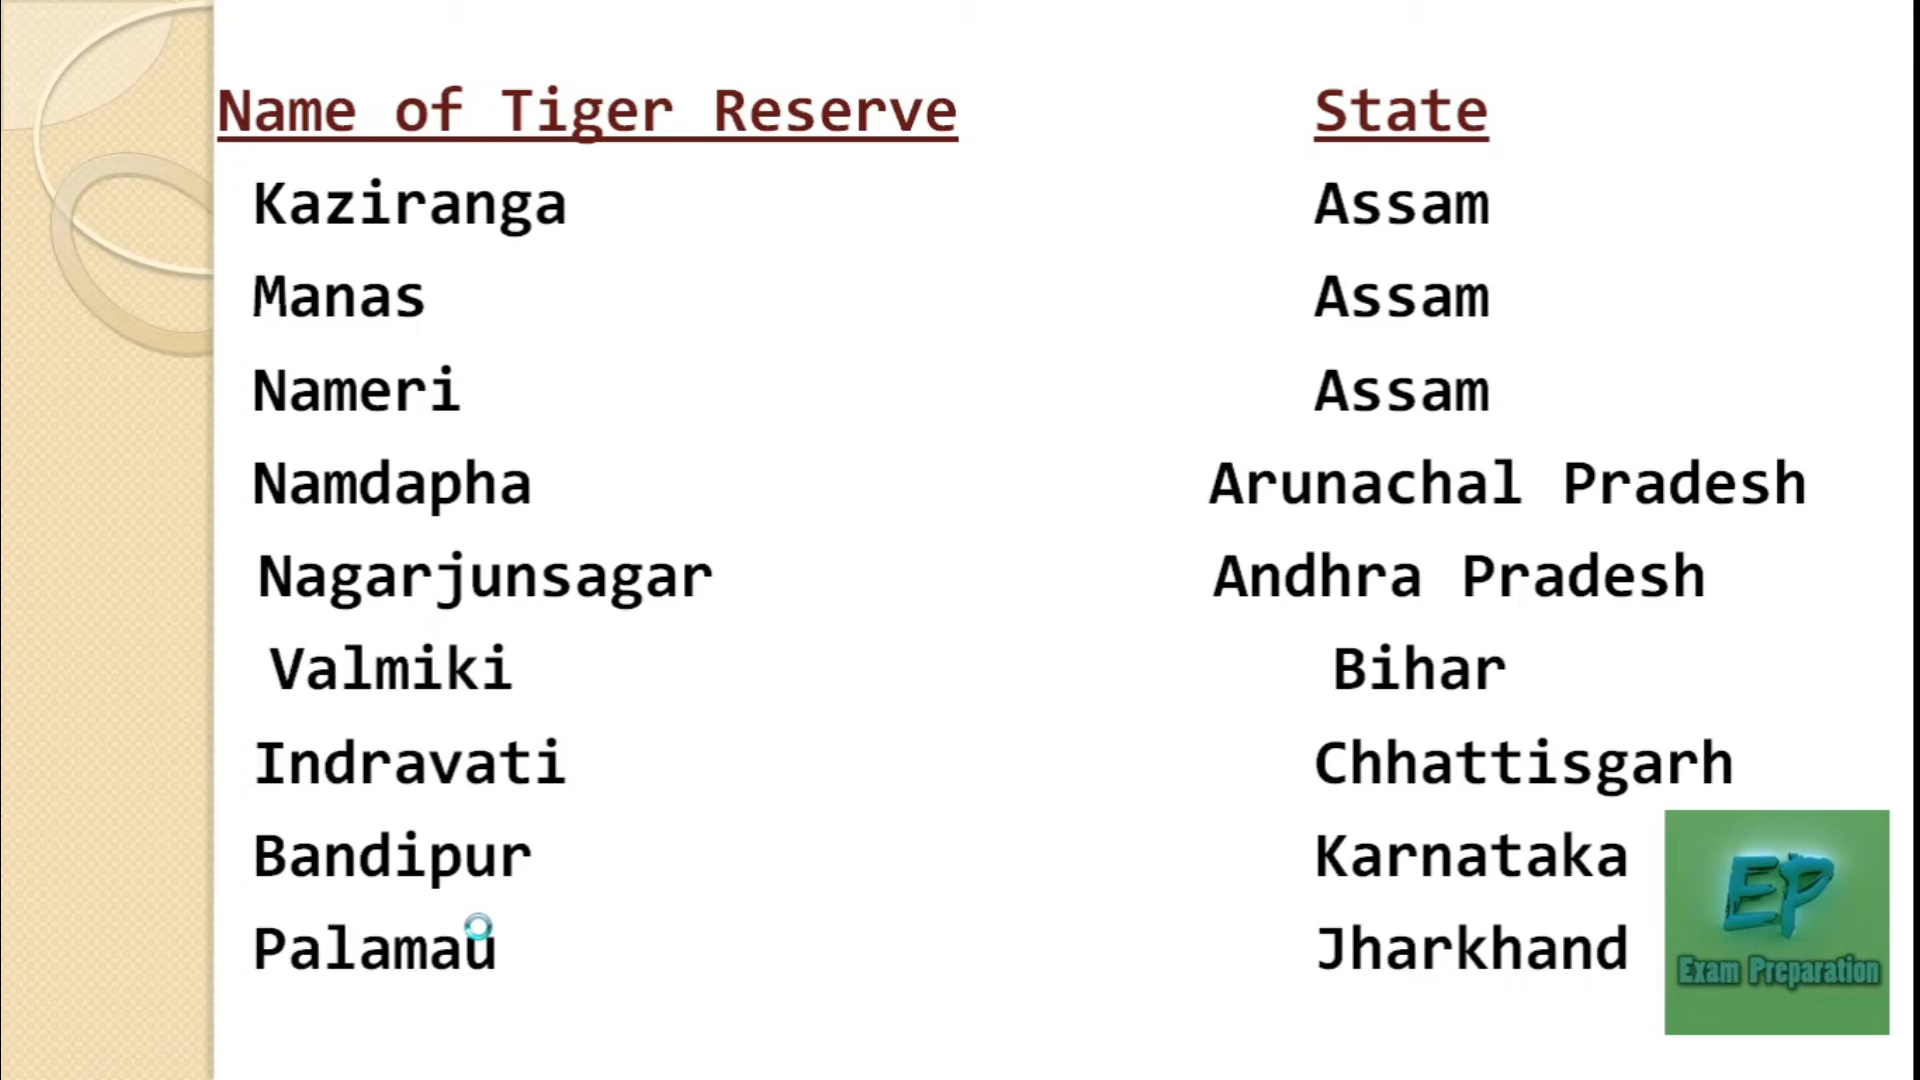 Name of Tiger Reserve State
Kaziranga Assam
Manas Assam
Nameri Assam
Namdapha Arunachal Pradesh
Nagarjunsagar Andhra Pradesh
Valmiki Bihar
Indravati Chhattisgarh
Bandipur Karnataka
Palamau Jharkhand
EP
Exam Preparation